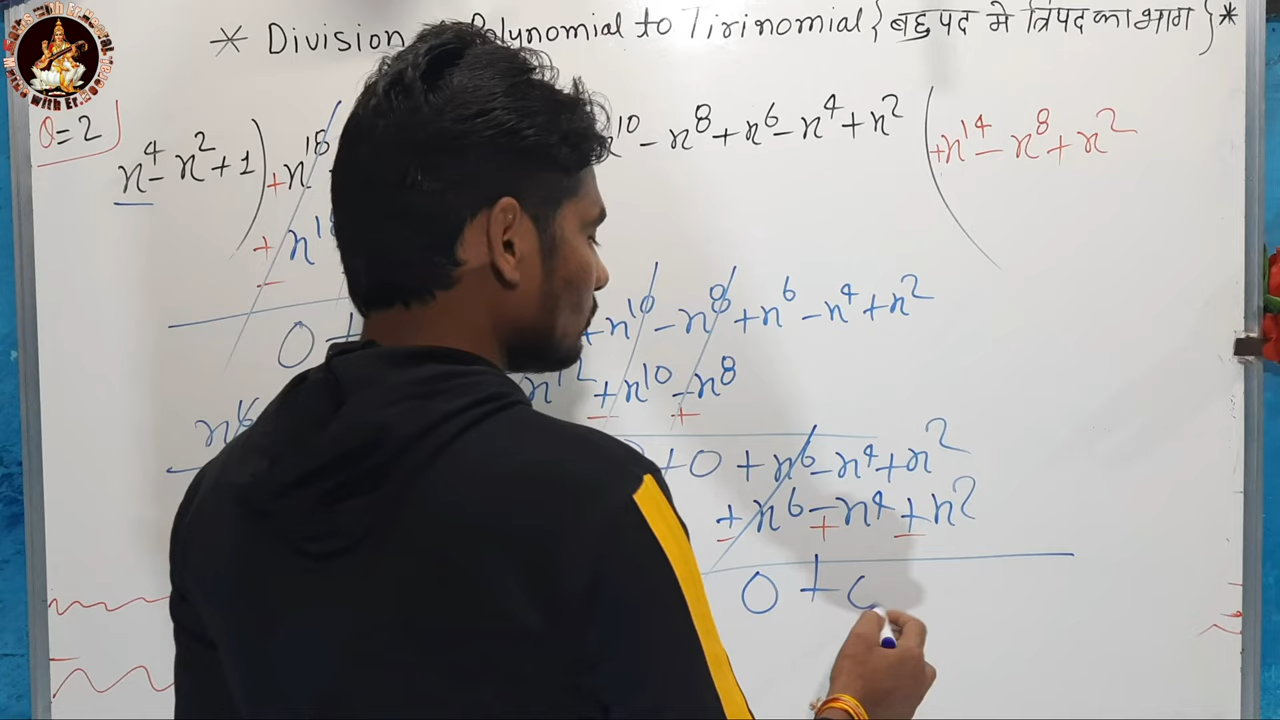 * Division Polynomial to Tirinomial { बहुपद मे त्रिपद का भाग } *
Q=2
x⁴-x²+1) +x¹⁸ x¹⁰-x⁸+x⁶-x⁴+x² (+x¹⁴-x⁸+x²
+
-
0+ +x¹⁰-x⁸+x⁶-x⁴+x²
x¹² +x¹⁰-x⁸
- +
+0+x⁶-x⁴+x²
+x⁶-x⁴+x²
- + -
0+